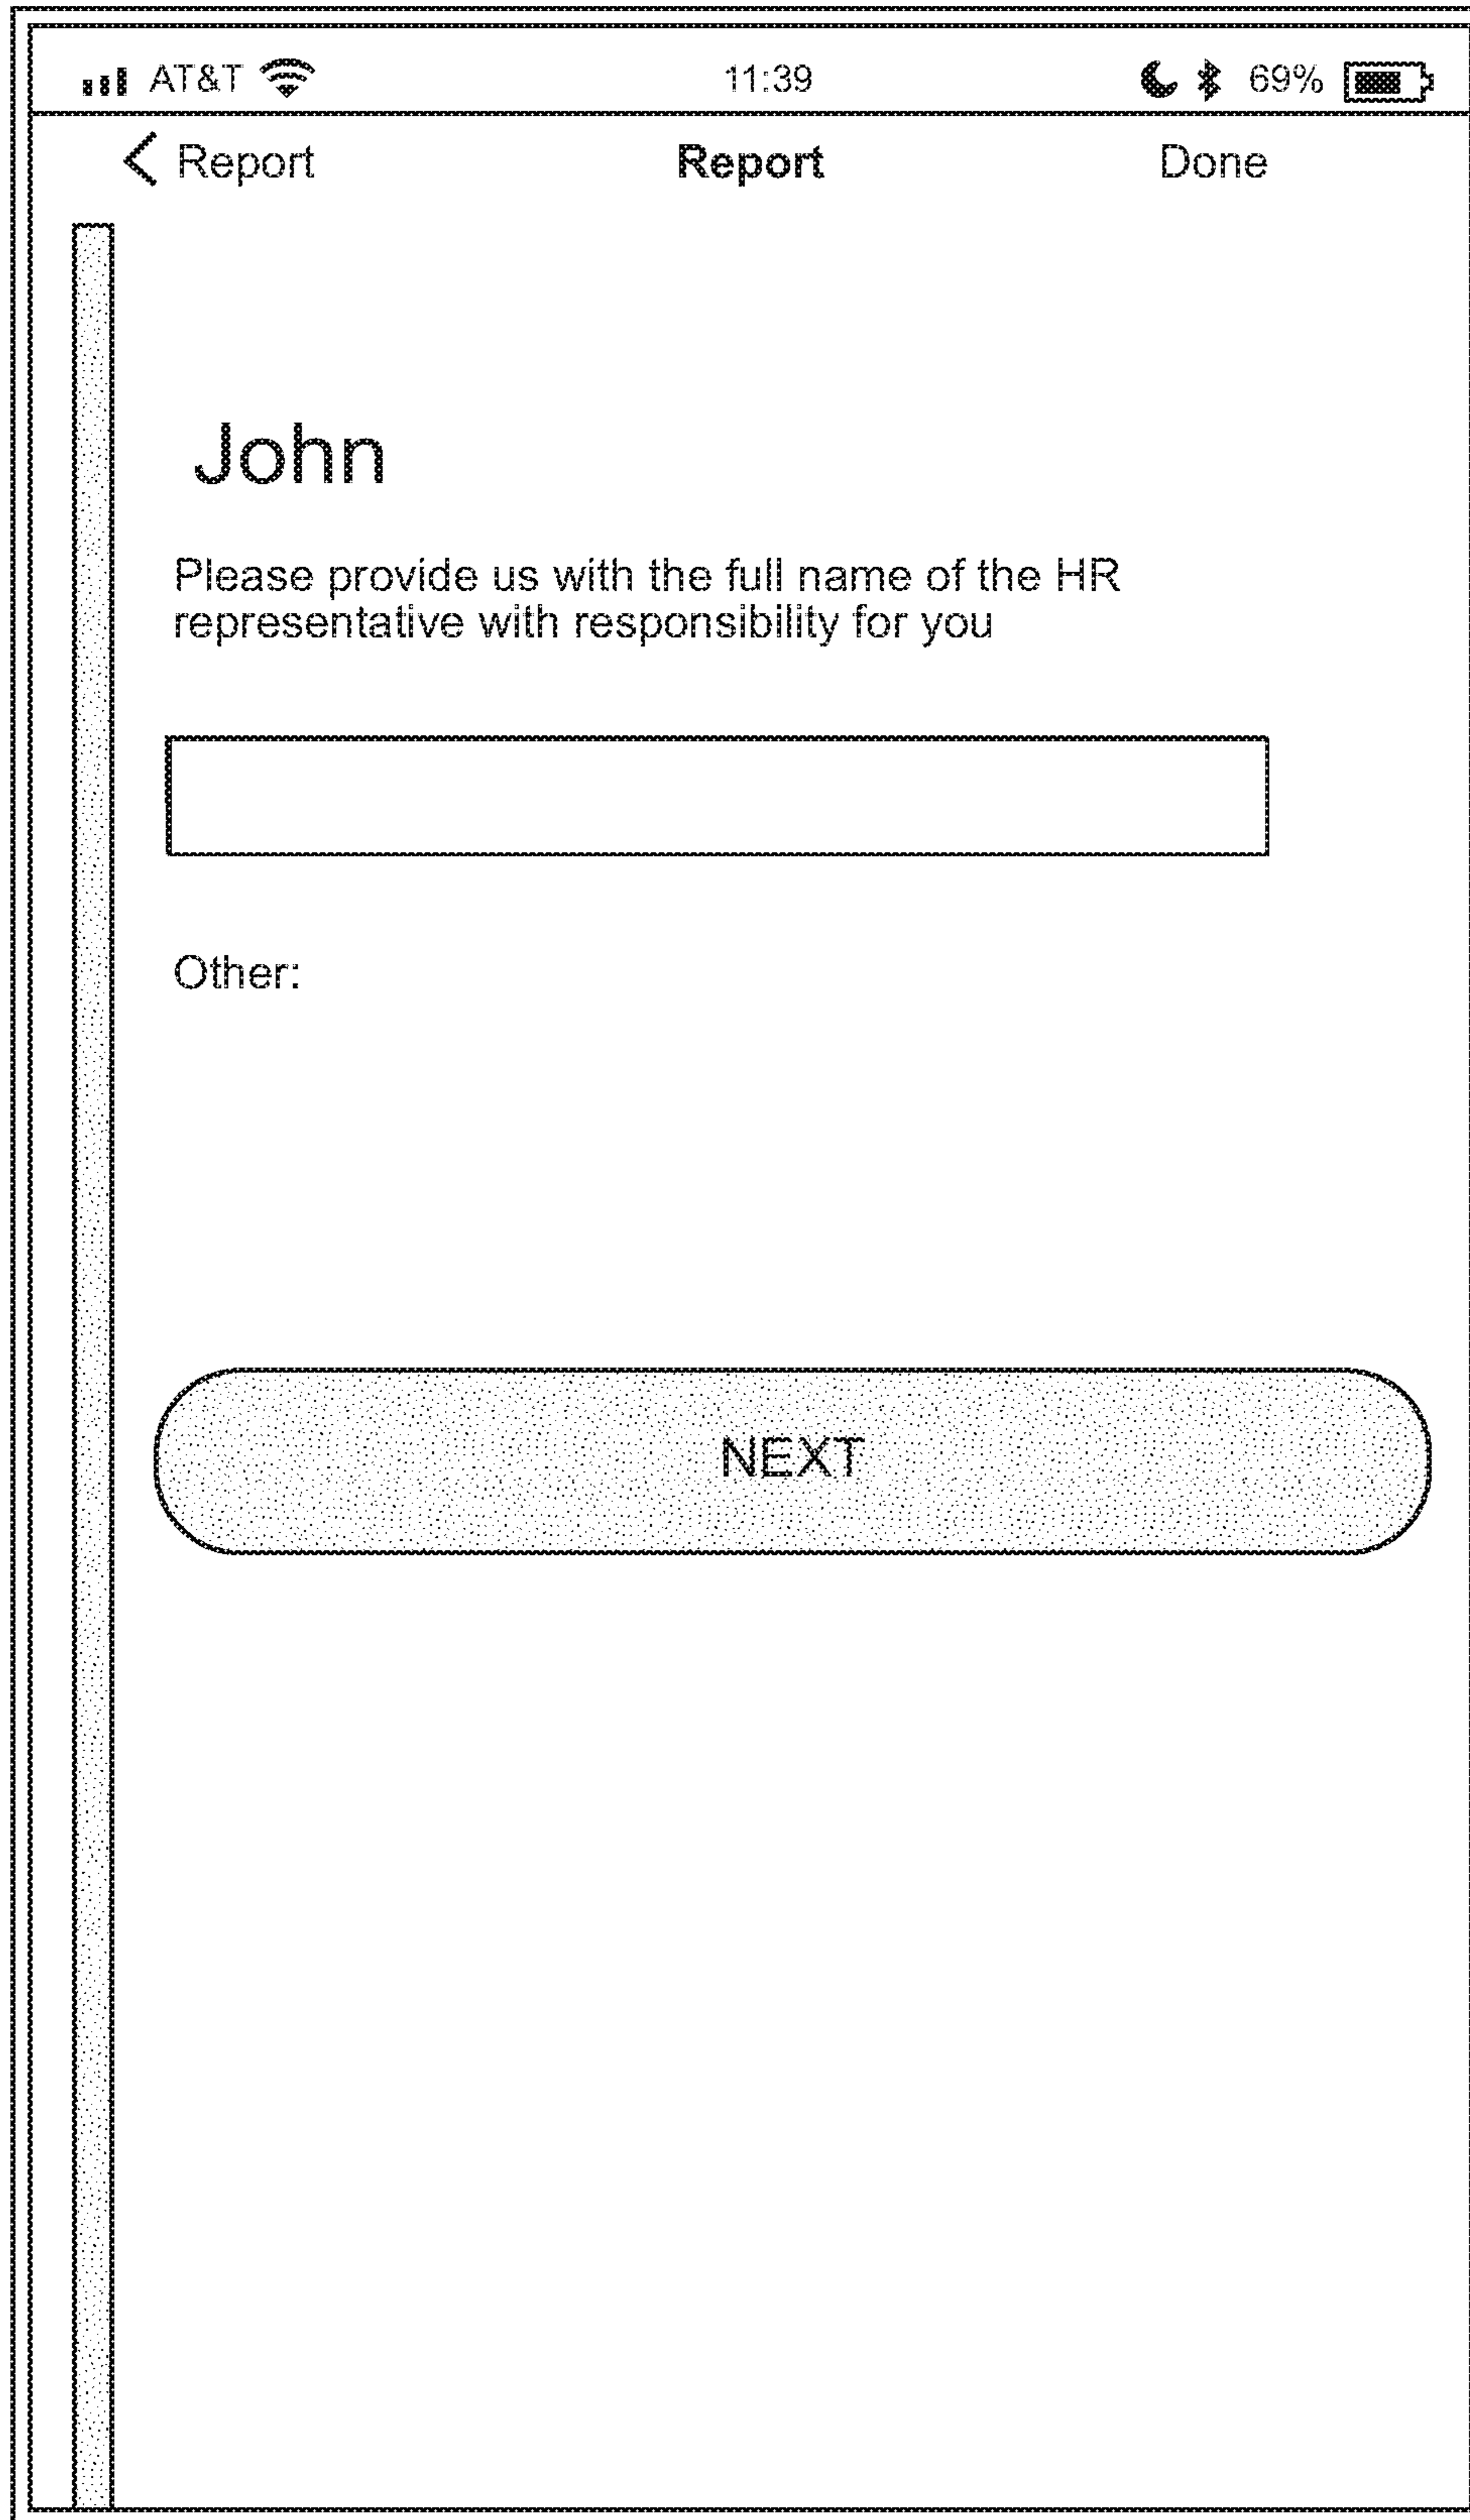 AT&T 11:39 69%
Report Report Done
John
Please provide us with the full name of the HR
representative with responsibility for you
Other:
NEXT